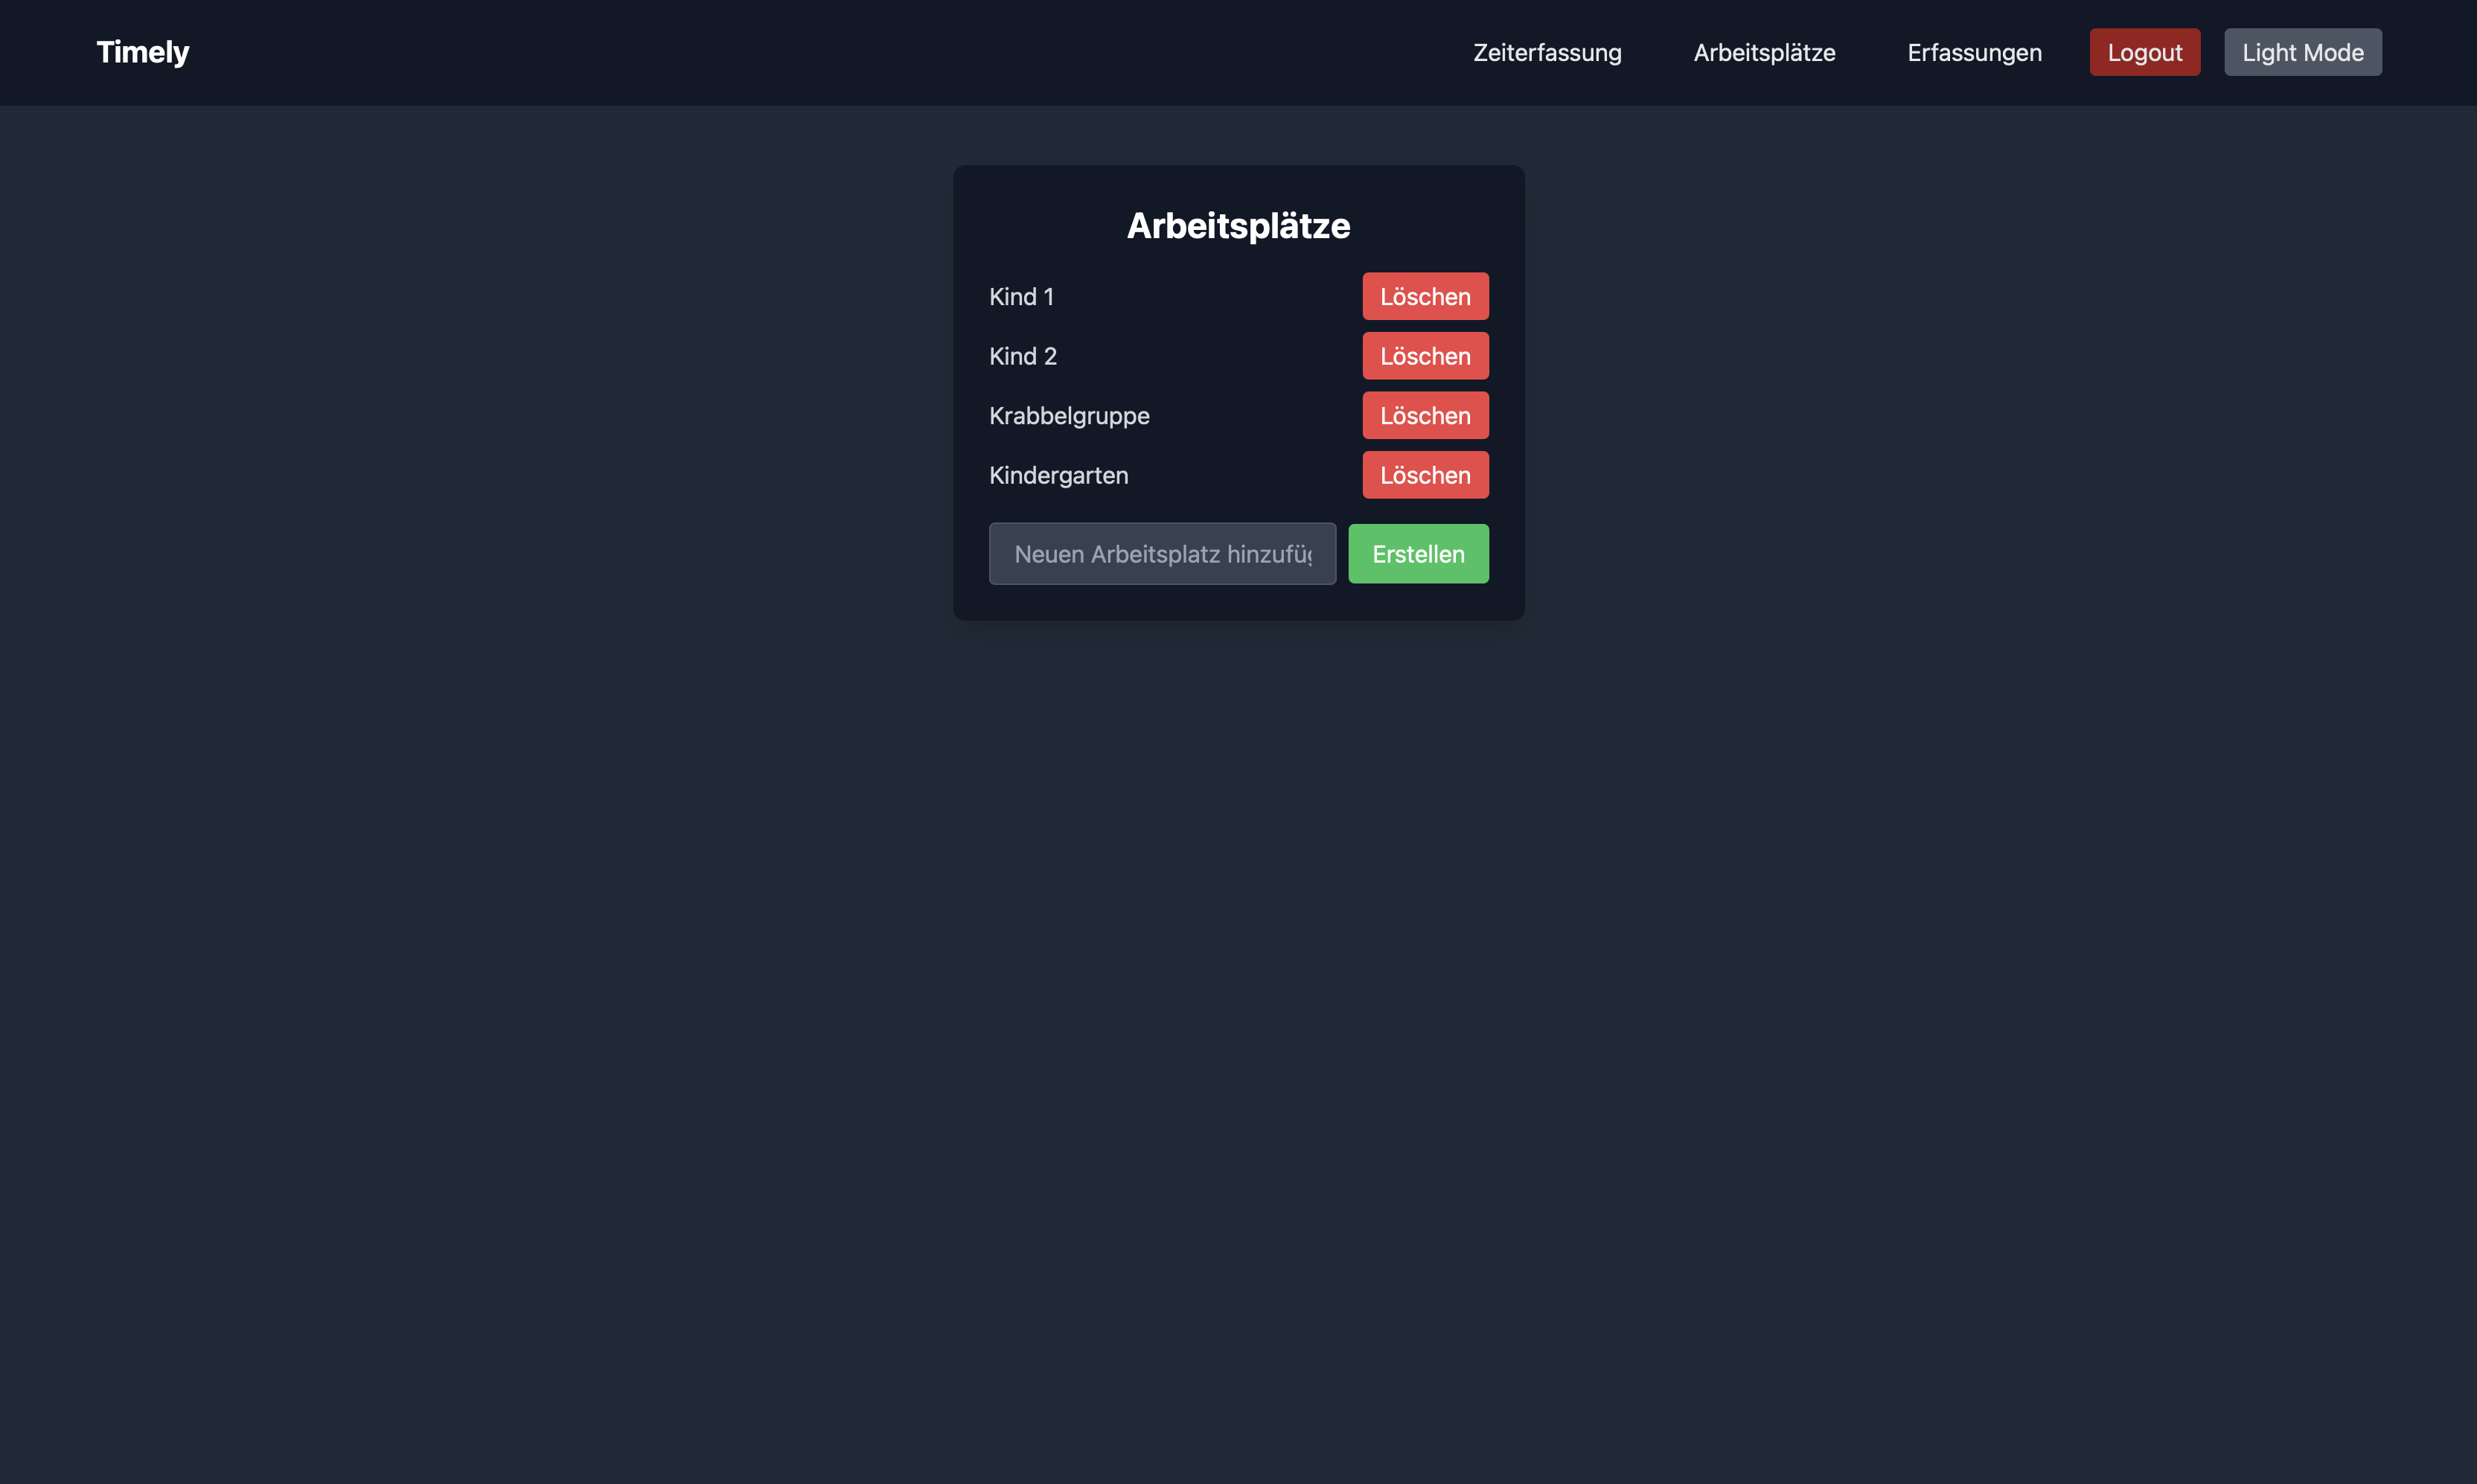 Timely
Zeiterfassung Arbeitsplätze Erfassungen Logout Light Mode
Arbeitsplätze
Kind 1 Löschen
Kind 2 Löschen
Krabbelgruppe Löschen
Kindergarten Löschen
Neuen Arbeitsplatz hinzufü Erstellen